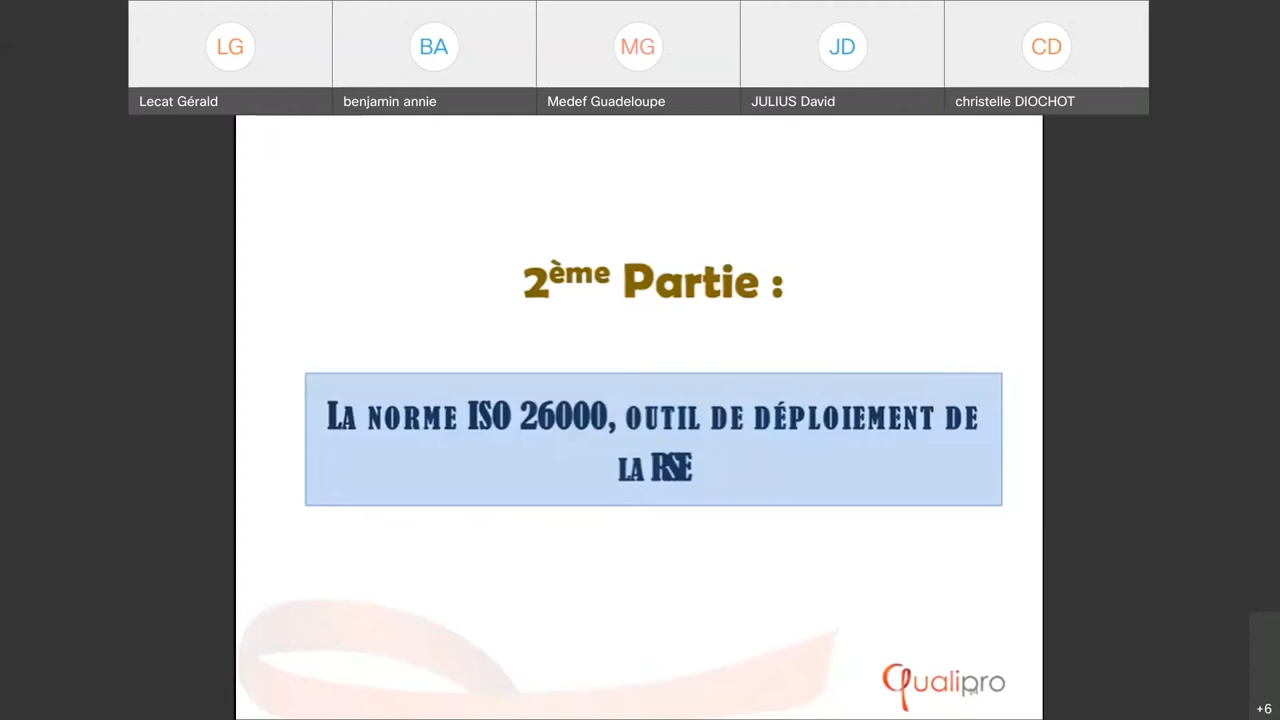 LG
BA
MG
JD
CD
Lecat Gérald
benjamin annie
Medef Guadeloupe
JULIUS David
christelle DIOCHOT
2ème Partie :
La norme ISO 26000, outil de déploiement de
la RSE
Qualipro
+6